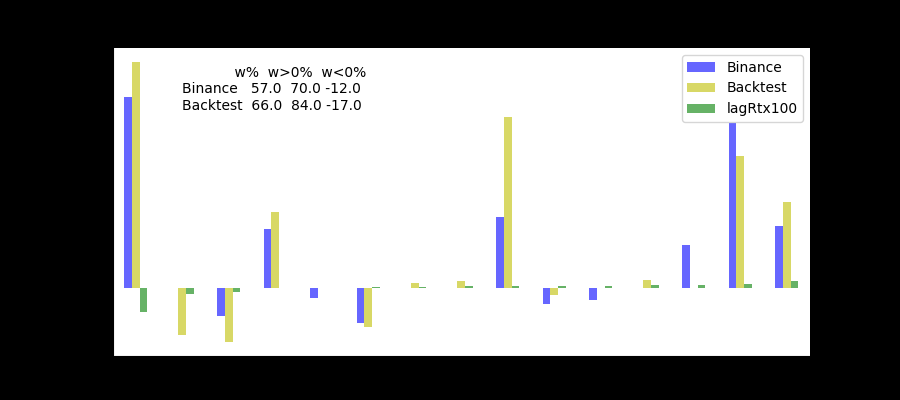 w% w>0% w<0%
Binance 57.0 70.0 -12.0
Backtest 66.0 84.0 -17.0
Binance
Backtest
lagRtx100